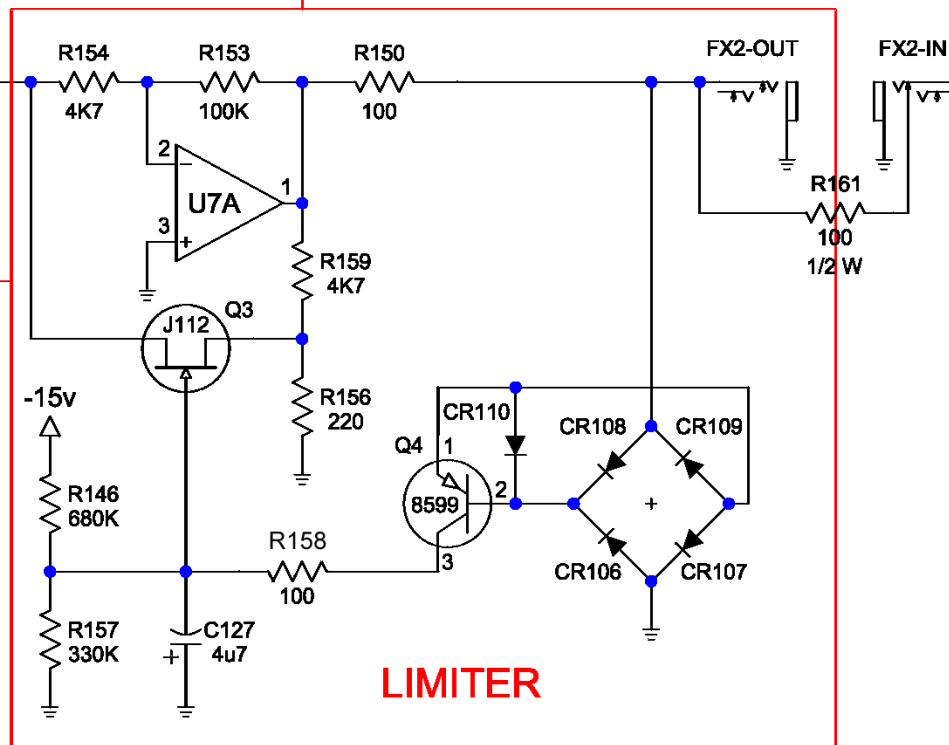 R154
R153
R150
FX2-OUT
FX2-IN
4K7
100K
100
2
−
1
U7A
3
+
R161
100
1/2 W
R159
4K7
Q3
J112
-15v
R156
220
CR110
CR108
CR109
Q4
1
R146
680K
8599
2
+
R158
3
CR106
CR107
100
R157
330K
C127
4u7
+
LIMITER